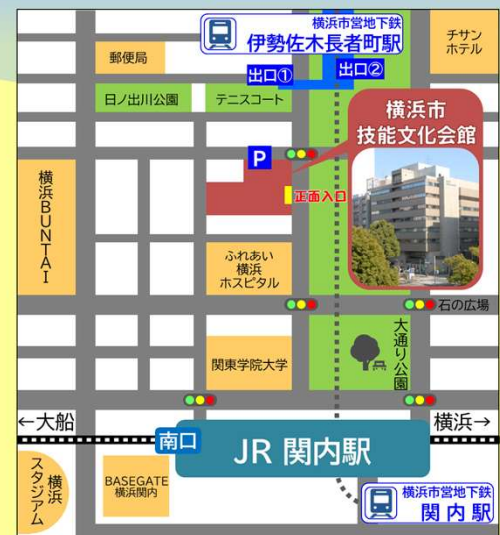 横浜市営地下鉄
伊勢佐木長者町駅
チサン
ホテル
郵便局
出口①
出口②
日ノ出川公園
テニスコート
横浜市
技能文化会館
P
横浜BUNTAI
正面入口
ふれあい
横浜
ホスピタル
石の広場
関東学院大学
大通り公園
←大船
横浜→
南口
JR 関内駅
横浜
スタジアム
BASEGATE
横浜関内
横浜市営地下鉄
関内駅